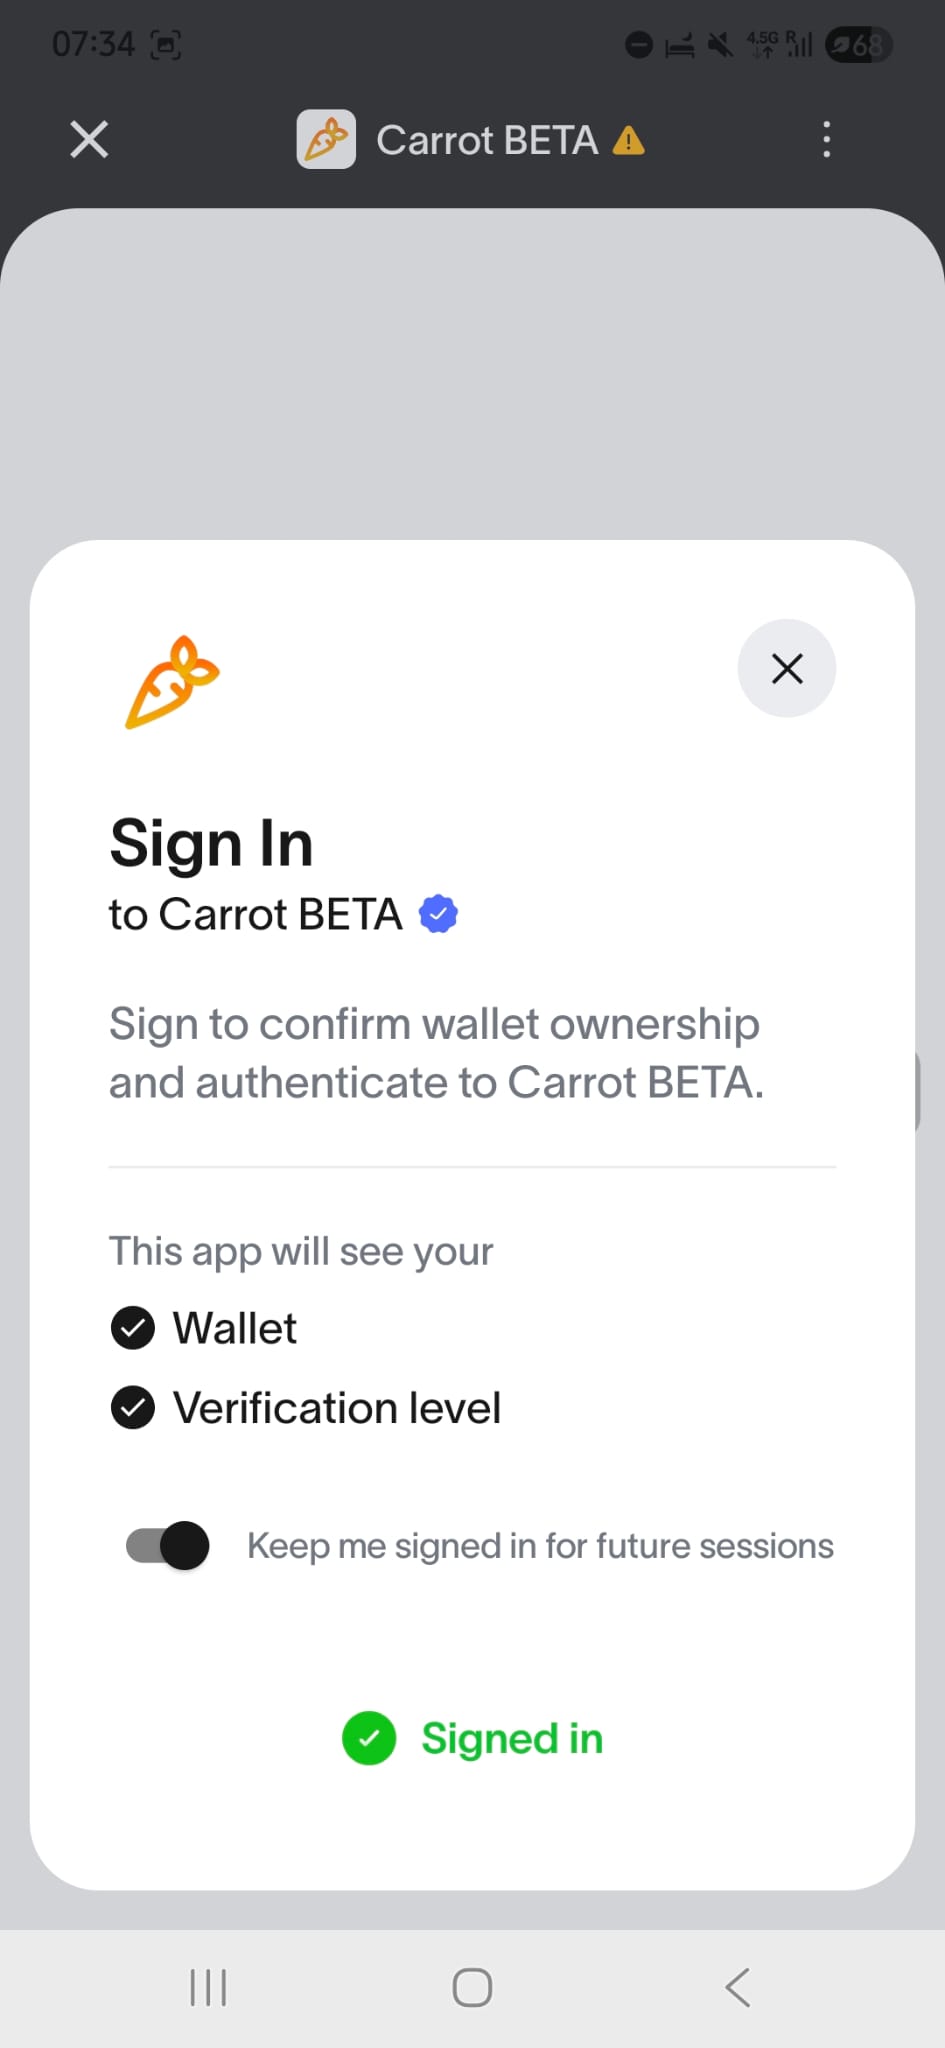 07:34
4.5G R 68
Carrot BETA
Sign In
to Carrot BETA
Sign to confirm wallet ownership
and authenticate to Carrot BETA.
This app will see your
Wallet
Verification level
Keep me signed in for future sessions
Signed in